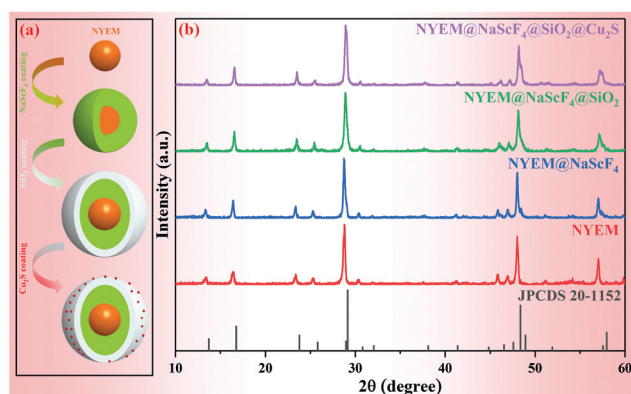 (a)
NYEM
NaScF₄ coating
SiO₂ coating
Cu₂S coating
(b)
NYEM@NaScF₄@SiO₂@Cu₂S
NYEM@NaScF₄@SiO₂
NYEM@NaScF₄
NYEM
JPCDS 20-1152
Intensity (a.u.)
10 20 30 40 50 60
2θ (degree)